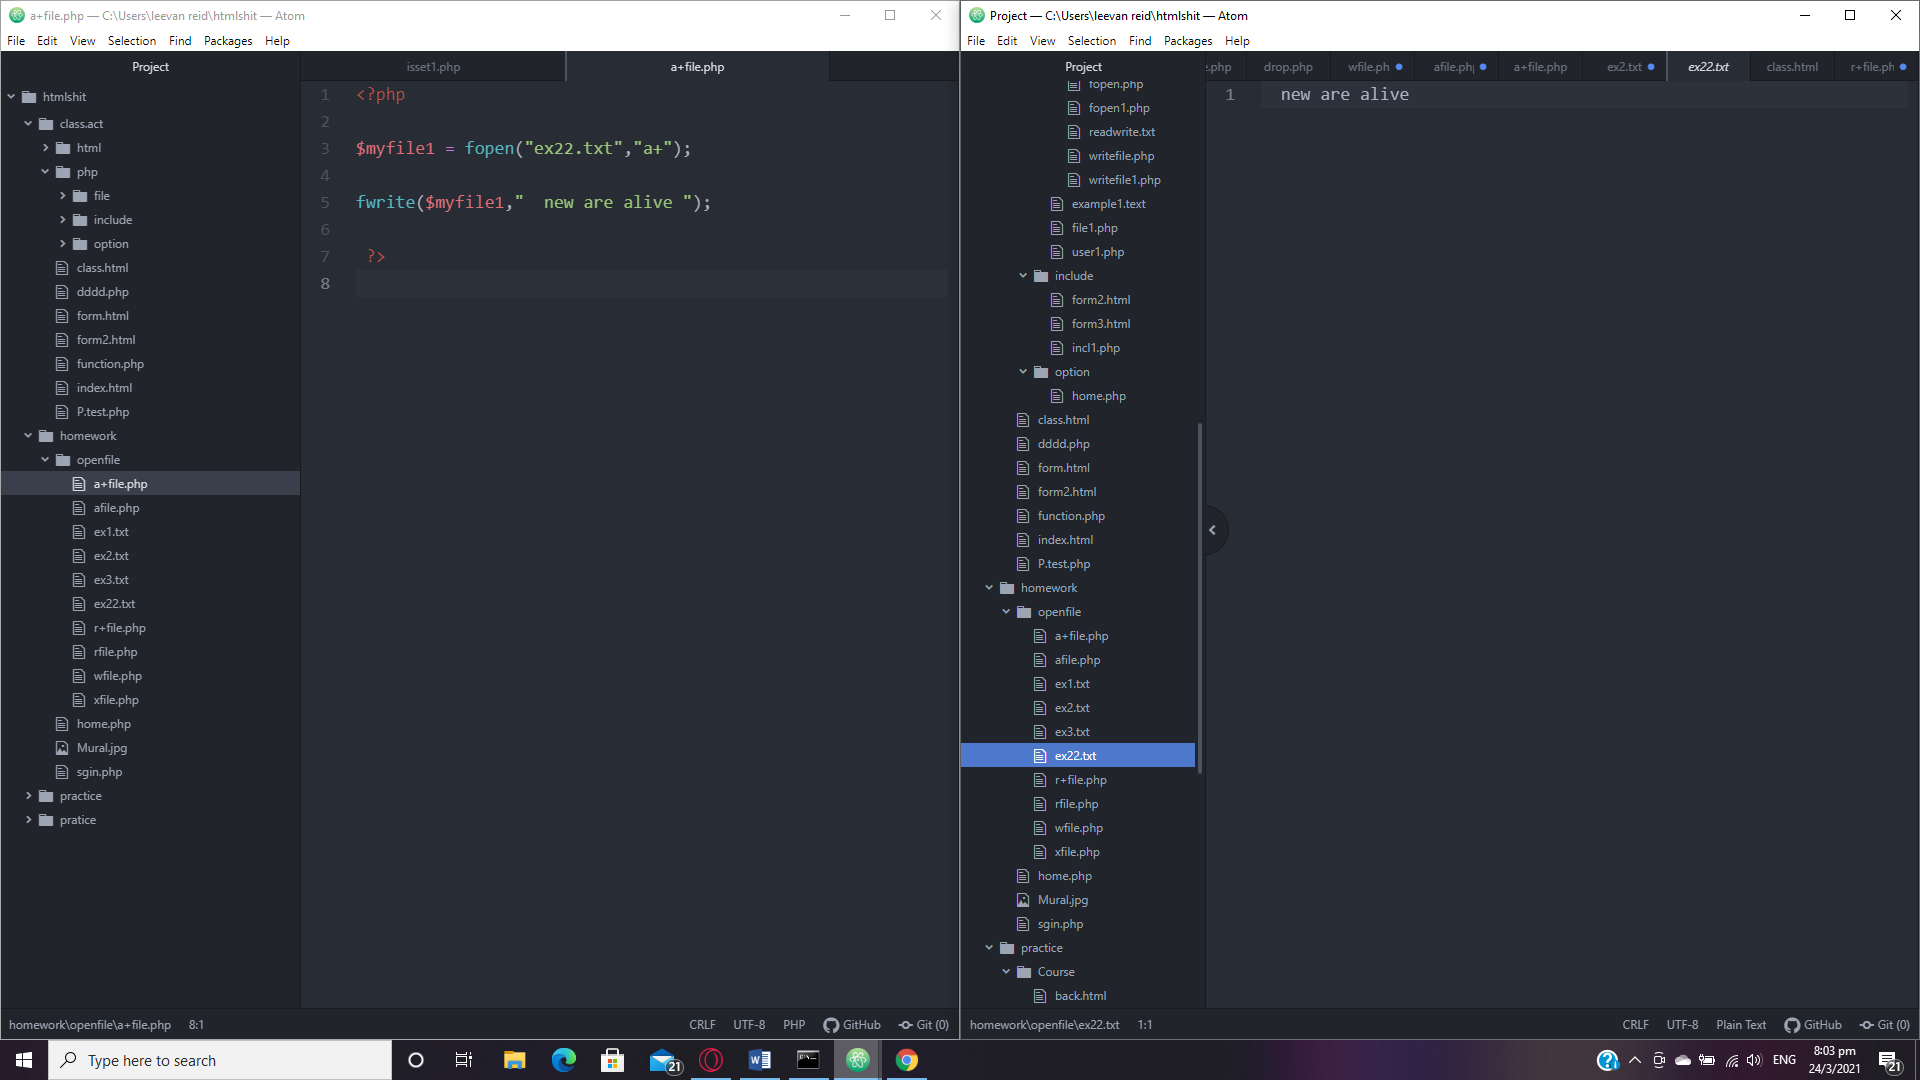 a+file.php — C:\Users\leevan reid\htmlshit — Atom
File Edit View Selection Find Packages Help
Project
htmlshit
class.act
html
php
file
include
option
class.html
dddd.php
form.html
form2.html
function.php
index.html
P.test.php
homework
openfile
a+file.php
afile.php
ex1.txt
ex2.txt
ex3.txt
ex22.txt
r+file.php
rfile.php
wfile.php
xfile.php
home.php
Mural.jpg
sgin.php
practice
pratice
isset1.php a+file.php
1 <?php
2
3 $myfile1 = fopen("ex22.txt","a+");
4
5 fwrite($myfile1,"  new are alive ");
6
7 ?>
8
homework\openfile\a+file.php 8:1 CRLF UTF-8 PHP GitHub Git (0)
Project — C:\Users\leevan reid\htmlshit — Atom
File Edit View Selection Find Packages Help
Project
fopen.php
fopen1.php
readwrite.txt
writefile.php
writefile1.php
example1.text
file1.php
user1.php
include
form2.html
form3.html
incl1.php
option
home.php
class.html
dddd.php
form.html
form2.html
function.php
index.html
P.test.php
homework
openfile
a+file.php
afile.php
ex1.txt
ex2.txt
ex3.txt
ex22.txt
r+file.php
rfile.php
wfile.php
xfile.php
home.php
Mural.jpg
sgin.php
practice
Course
back.html
.php drop.php wfile.ph afile.php a+file.php ex2.txt ex22.txt class.html r+file.ph
1 new are alive
homework\openfile\ex22.txt 1:1 CRLF UTF-8 Plain Text GitHub Git (0)
Type here to search 21 ENG 8:03 pm
24/3/2021 21